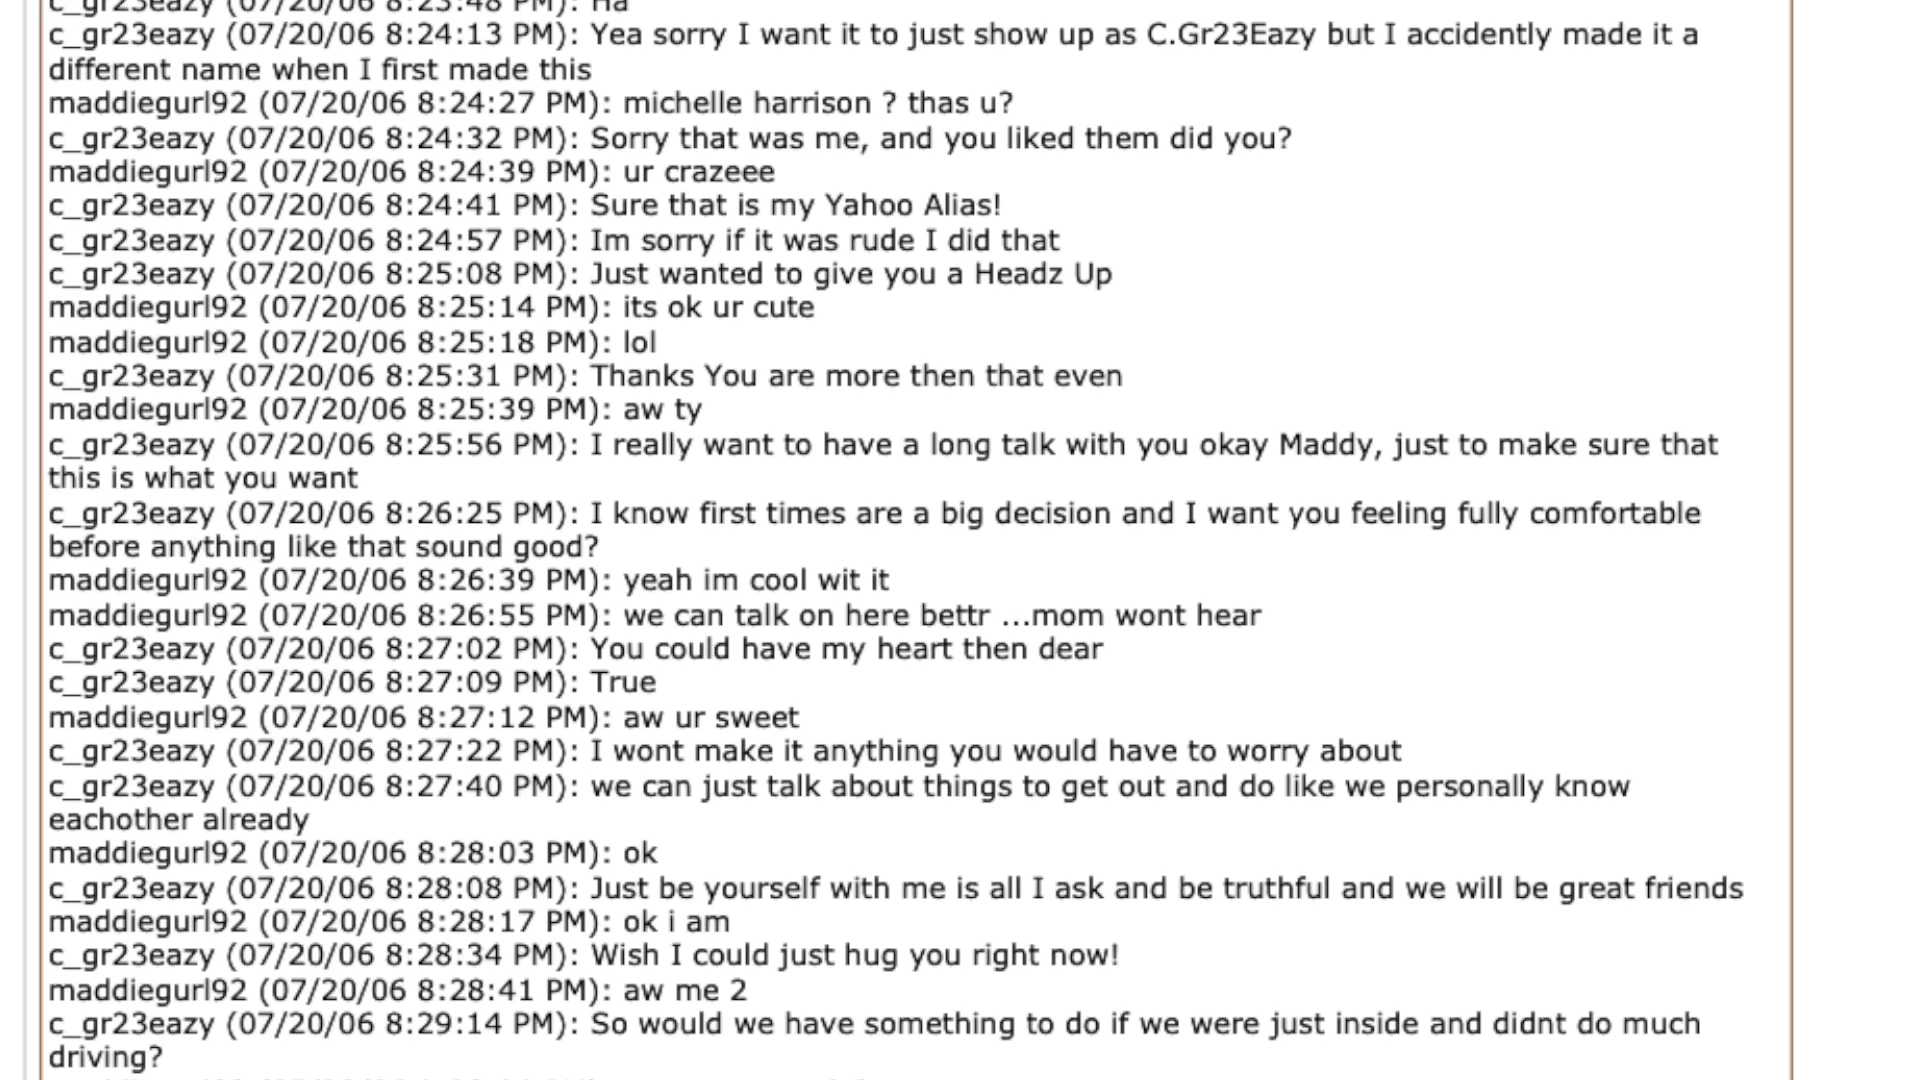 c_gr23eazy (07/20/06 8:23:48 PM): Ha
c_gr23eazy (07/20/06 8:24:13 PM): Yea sorry I want it to just show up as C.Gr23Eazy but I accidently made it a
different name when I first made this
maddiegurl92 (07/20/06 8:24:27 PM): michelle harrison ? thas u?
c_gr23eazy (07/20/06 8:24:32 PM): Sorry that was me, and you liked them did you?
maddiegurl92 (07/20/06 8:24:39 PM): ur crazeee
c_gr23eazy (07/20/06 8:24:41 PM): Sure that is my Yahoo Alias!
c_gr23eazy (07/20/06 8:24:57 PM): Im sorry if it was rude I did that
c_gr23eazy (07/20/06 8:25:08 PM): Just wanted to give you a Headz Up
maddiegurl92 (07/20/06 8:25:14 PM): its ok ur cute
maddiegurl92 (07/20/06 8:25:18 PM): lol
c_gr23eazy (07/20/06 8:25:31 PM): Thanks You are more then that even
maddiegurl92 (07/20/06 8:25:39 PM): aw ty
c_gr23eazy (07/20/06 8:25:56 PM): I really want to have a long talk with you okay Maddy, just to make sure that
this is what you want
c_gr23eazy (07/20/06 8:26:25 PM): I know first times are a big decision and I want you feeling fully comfortable
before anything like that sound good?
maddiegurl92 (07/20/06 8:26:39 PM): yeah im cool wit it
maddiegurl92 (07/20/06 8:26:55 PM): we can talk on here bettr ...mom wont hear
c_gr23eazy (07/20/06 8:27:02 PM): You could have my heart then dear
c_gr23eazy (07/20/06 8:27:09 PM): True
maddiegurl92 (07/20/06 8:27:12 PM): aw ur sweet
c_gr23eazy (07/20/06 8:27:22 PM): I wont make it anything you would have to worry about
c_gr23eazy (07/20/06 8:27:40 PM): we can just talk about things to get out and do like we personally know
eachother already
maddiegurl92 (07/20/06 8:28:03 PM): ok
c_gr23eazy (07/20/06 8:28:08 PM): Just be yourself with me is all I ask and be truthful and we will be great friends
maddiegurl92 (07/20/06 8:28:17 PM): ok i am
c_gr23eazy (07/20/06 8:28:34 PM): Wish I could just hug you right now!
maddiegurl92 (07/20/06 8:28:41 PM): aw me 2
c_gr23eazy (07/20/06 8:29:14 PM): So would we have something to do if we were just inside and didnt do much
driving?